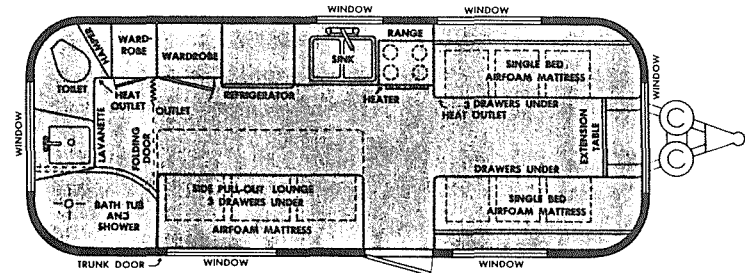 WINDOW
WINDOW
HAMPER
WARD-
ROBE
WARDROBE
RANGE
SINK
SINGLE BED
AIRFOAM MATTRESS
WINDOW
TOILET
HEAT
OUTLET
OUTLET
REFRIGERATOR
HEATER
3 DRAWERS UNDER
HEAT OUTLET
WINDOW
LAVANETTE
FOLDING
DOOR
EXTENSION
TABLE
DRAWERS UNDER
BATH TUB
AND
SHOWER
SIDE PULL-OUT LOUNGE
3 DRAWERS UNDER
AIRFOAM MATTRESS
SINGLE BED
AIRFOAM MATTRESS
TRUNK DOOR
WINDOW
WINDOW